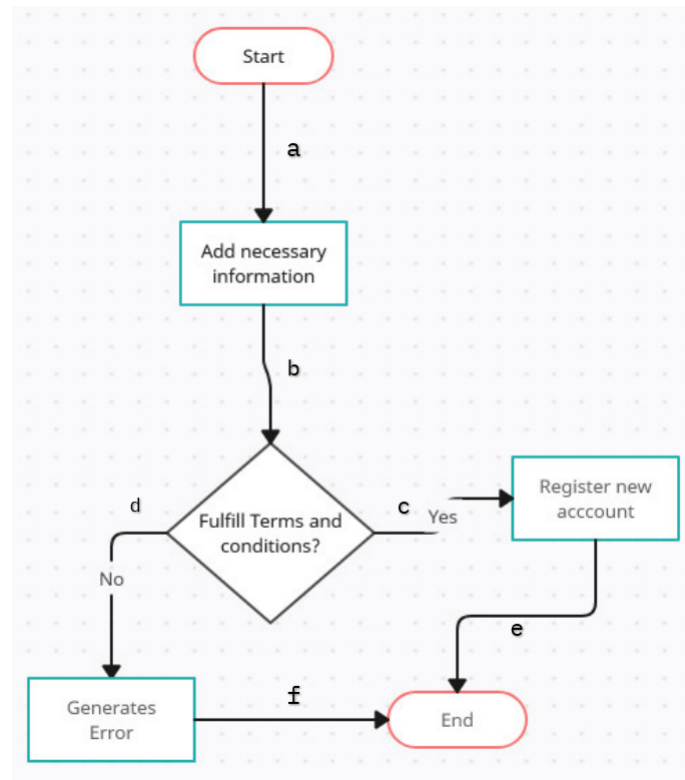 Start
a
Add necessary
information
b
d
Fulfill Terms and
conditions?
c
Yes
Register new
acccount
No
e
Generates
Error
f
End